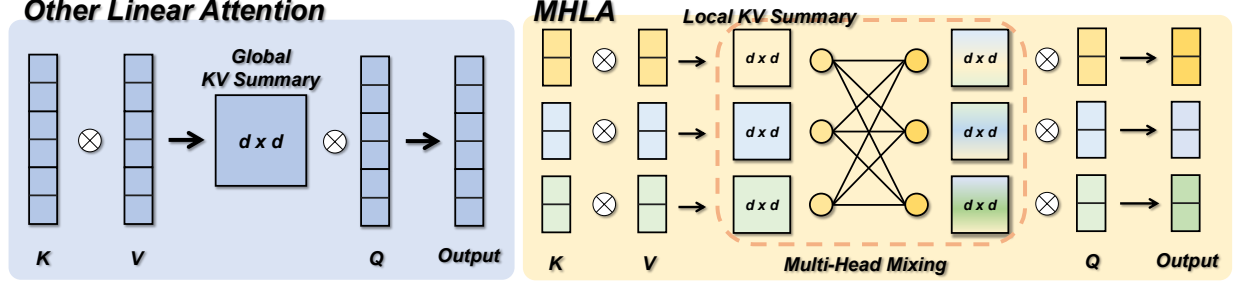 Other Linear Attention
Global
KV Summary
d x d
K
V
Q
Output
MHLA
Local KV Summary
d x d
d x d
d x d
d x d
d x d
d x d
K
V
Multi-Head Mixing
Q
Output